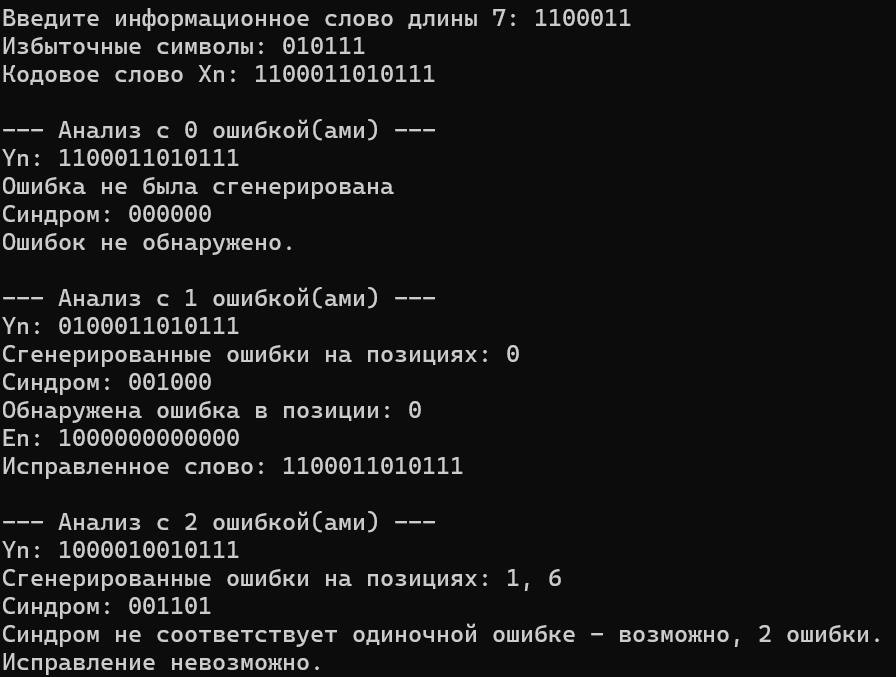 Введите информационное слово длины 7: 1100011
Избыточные символы: 010111
Кодовое слово Xn: 1100011010111
--- Анализ с 0 ошибкой(ами) ---
Yn: 1100011010111
Ошибка не была сгенерирована
Синдром: 000000
Ошибок не обнаружено.
--- Анализ с 1 ошибкой(ами) ---
Yn: 0100011010111
Сгенерированные ошибки на позициях: 0
Синдром: 001000
Обнаружена ошибка в позиции: 0
En: 1000000000000
Исправленное слово: 1100011010111
--- Анализ с 2 ошибкой(ами) ---
Yn: 1000010010111
Сгенерированные ошибки на позициях: 1, 6
Синдром: 001101
Синдром не соответствует одиночной ошибке - возможно, 2 ошибки.
Исправление невозможно.